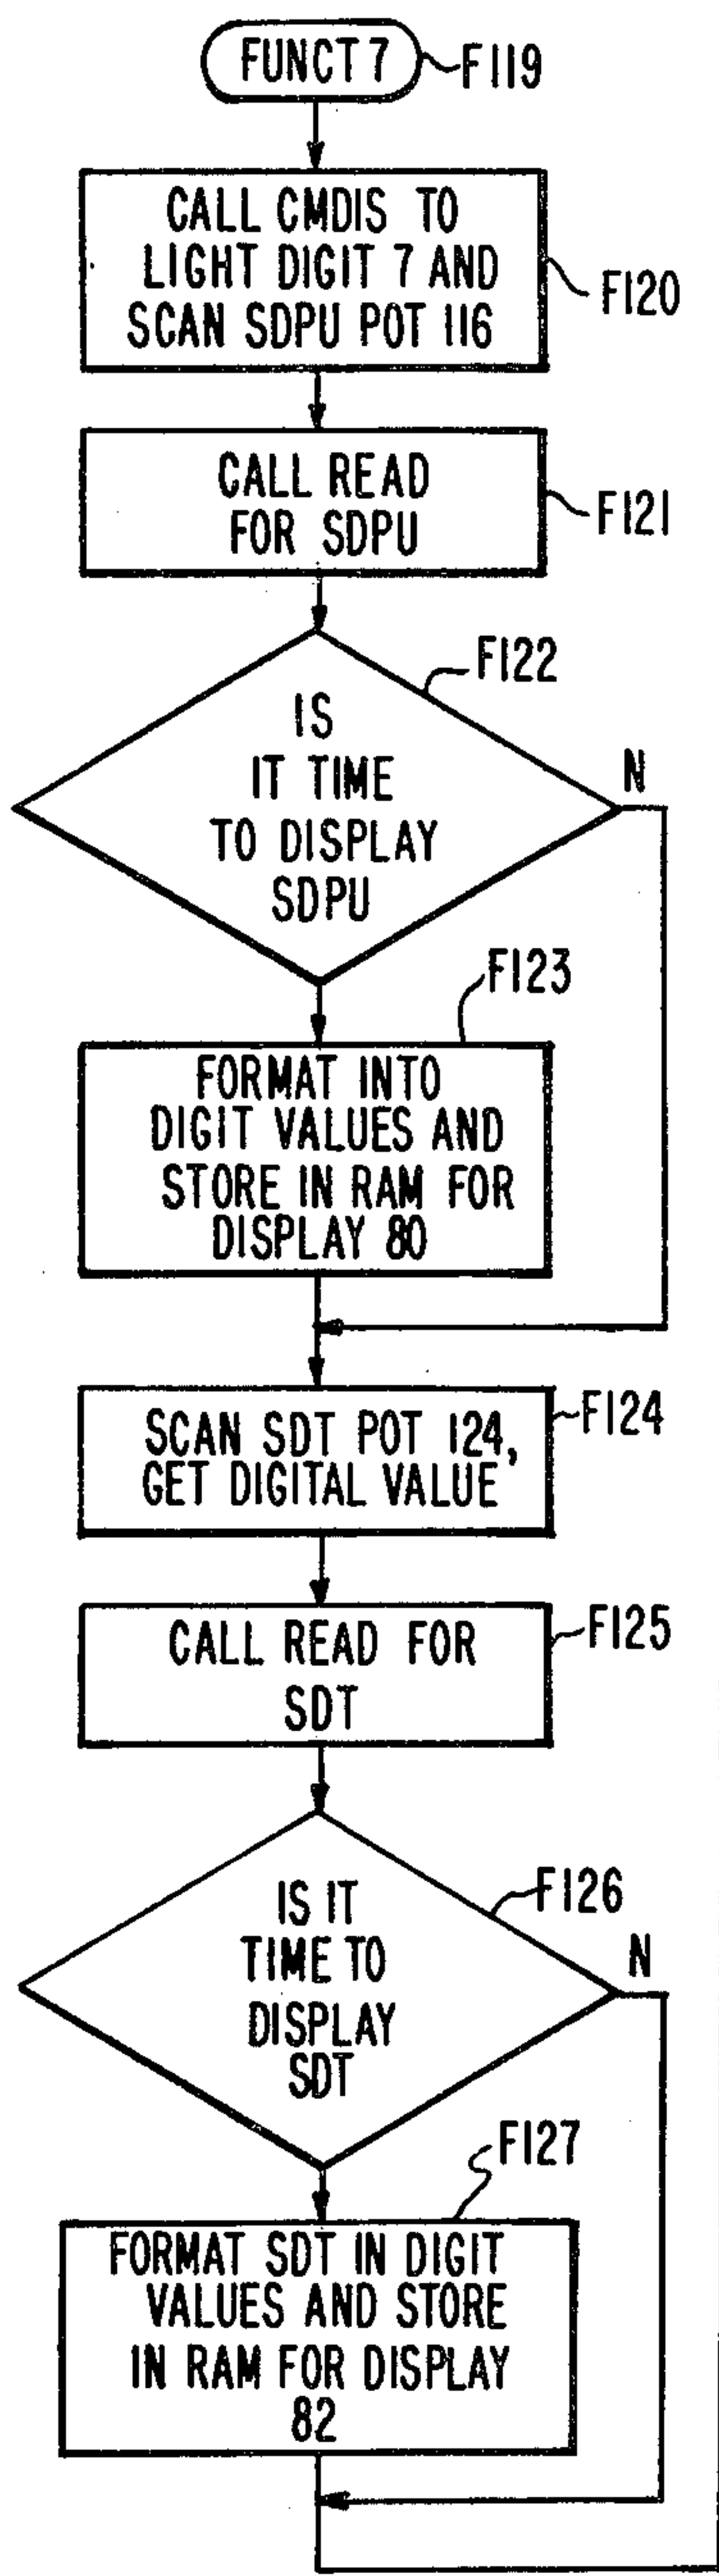 FUNCT 7
F119
CALL CMDIS TO
LIGHT DIGIT 7 AND
SCAN SDPU POT 116
F120
CALL READ
FOR SDPU
F121
F122
IS
IT TIME
TO DISPLAY
SDPU
N
F123
FORMAT INTO
DIGIT VALUES AND
STORE IN RAM FOR
DISPLAY 80
SCAN SDT POT 124,
GET DIGITAL VALUE
F124
CALL READ FOR
SDT
F125
F126
IS IT
TIME TO
DISPLAY
SDT
N
F127
FORMAT SDT IN DIGIT
VALUES AND STORE
IN RAM FOR DISPLAY
82